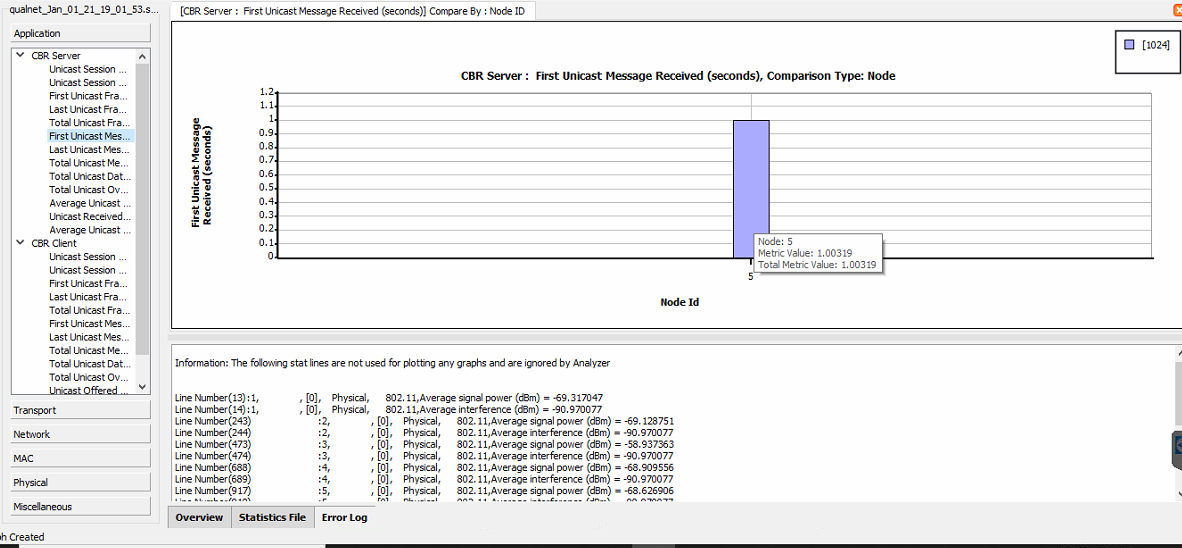 qualnet_Jan_01_21_19_01_53.s...
[CBR Server : First Unicast Message Received (seconds)] Compare By : Node ID
Application
CBR Server
Unicast Session ...
Unicast Session ...
First Unicast Fra...
Last Unicast Fra...
Total Unicast Fra...
First Unicast Mes...
Last Unicast Mes...
Total Unicast Me...
Total Unicast Dat...
Total Unicast Ov...
Average Unicast ...
Unicast Received...
Average Unicast ...
CBR Client
Unicast Session ...
Unicast Session ...
First Unicast Fra...
Last Unicast Fra...
Total Unicast Fra...
First Unicast Mes...
Last Unicast Mes...
Total Unicast Me...
Total Unicast Dat...
Total Unicast Ov...
Unicast Offered ...
Transport
Network
MAC
Physical
Miscellaneous
[1024]
CBR Server : First Unicast Message Received (seconds), Comparison Type: Node
First Unicast Message
Received (seconds)
1.2
1.1
1
0.9
0.8
0.7
0.6
0.5
0.4
0.3
0.2
0.1
0
Node: 5
Metric Value: 1.00319
Total Metric Value: 1.00319
5
Node Id
Information: The following stat lines are not used for plotting any graphs and are ignored by Analyzer
Line Number(13):1, , [0], Physical, 802.11,Average signal power (dBm) = -69.317047
Line Number(14):1, , [0], Physical, 802.11,Average interference (dBm) = -90.970077
Line Number(243) :2, , [0], Physical, 802.11,Average signal power (dBm) = -69.128751
Line Number(244) :2, , [0], Physical, 802.11,Average interference (dBm) = -90.970077
Line Number(473) :3, , [0], Physical, 802.11,Average signal power (dBm) = -58.937363
Line Number(474) :3, , [0], Physical, 802.11,Average interference (dBm) = -90.970077
Line Number(688) :4, , [0], Physical, 802.11,Average signal power (dBm) = -68.909556
Line Number(689) :4, , [0], Physical, 802.11,Average interference (dBm) = -90.970077
Line Number(917) :5, , [0], Physical, 802.11,Average signal power (dBm) = -68.626906
Overview
Statistics File
Error Log
Created